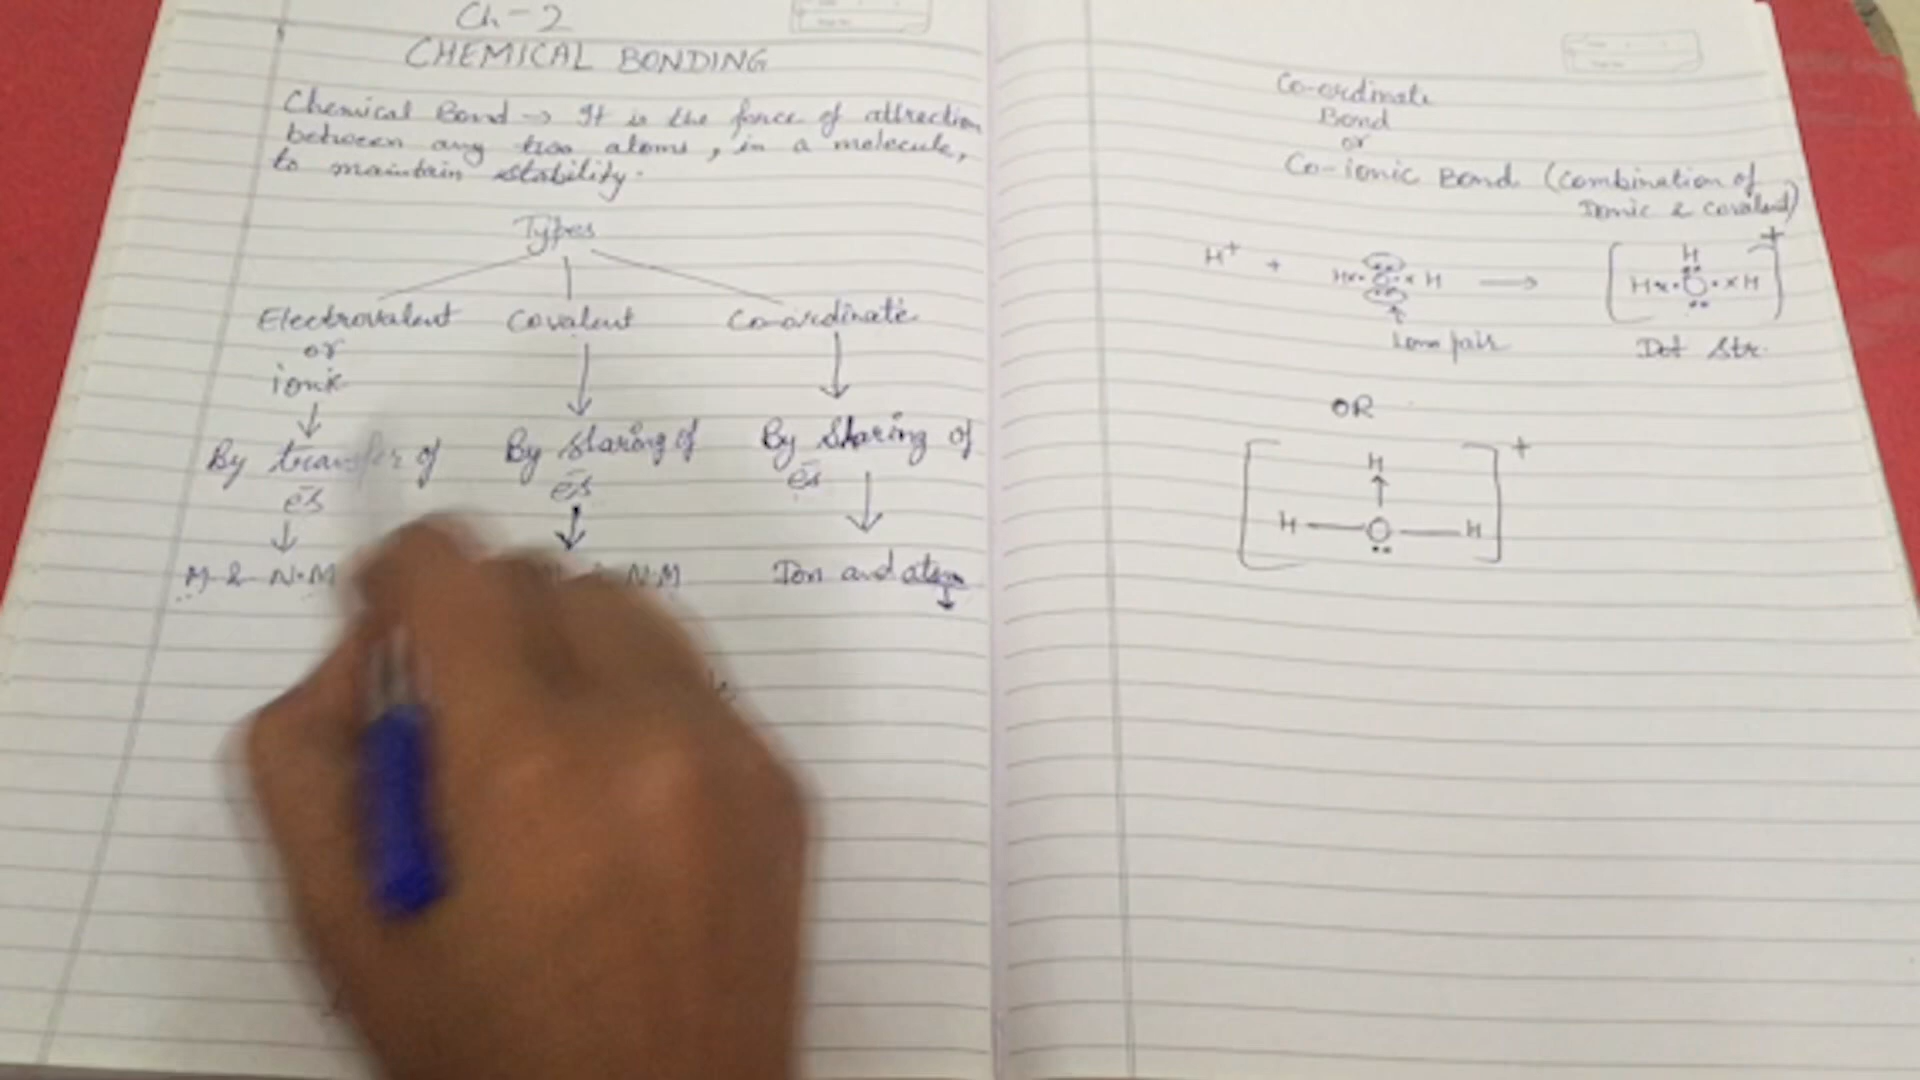 Ch-2
CHEMICAL BONDING
Chemical Bond → It is the force of attraction
between any two atoms, in a molecule,
to maintain stability.
Types
Electrovalent Covalent Co-ordinate
or
ionic
By transfer of By sharing of By sharing of
ēs ēs ēs
M & N.M N.M Ion and atom
Co-ordinate
Bond
or
Co-ionic Bond (Combination of
Ionic & Covalent)
H⁺ + Hו O •× H → [H ו O •× H]⁺
H
Lone pair
Dot Str.
OR
[ ]⁺
H
↑
H — O — H
••